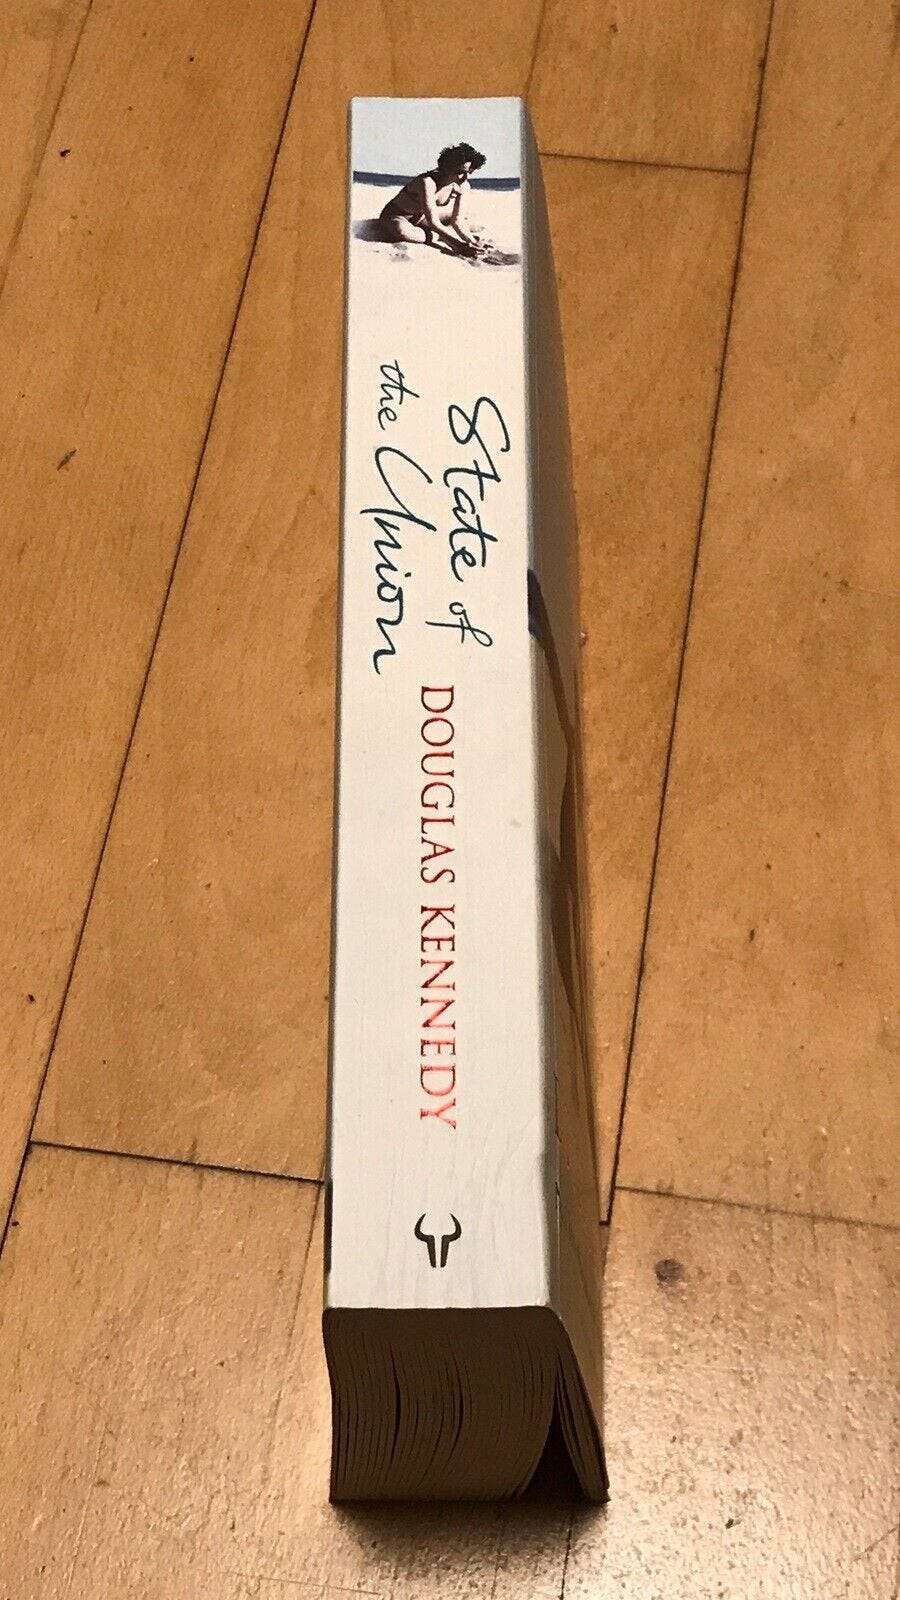 State of
the Union
DOUGLAS KENNEDY